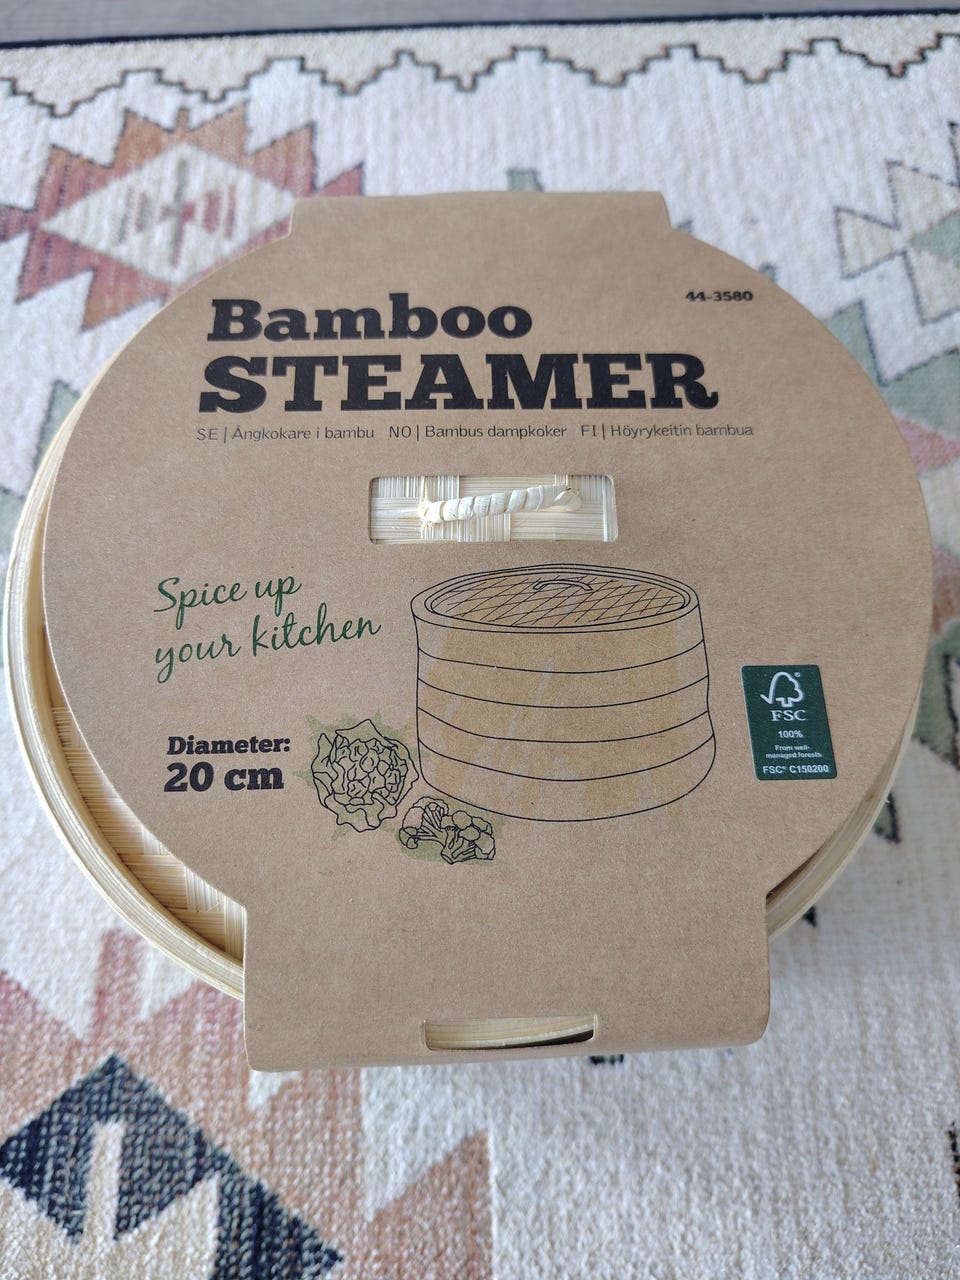 44-3580
Bamboo
STEAMER
SE | Ångkokare i bambu NO | Bambus dampkoker FI | Höyrykeitin bambua
Spice up
your kitchen
Diameter:
20 cm
FSC
100%
From well-
managed forests
FSC® C150200